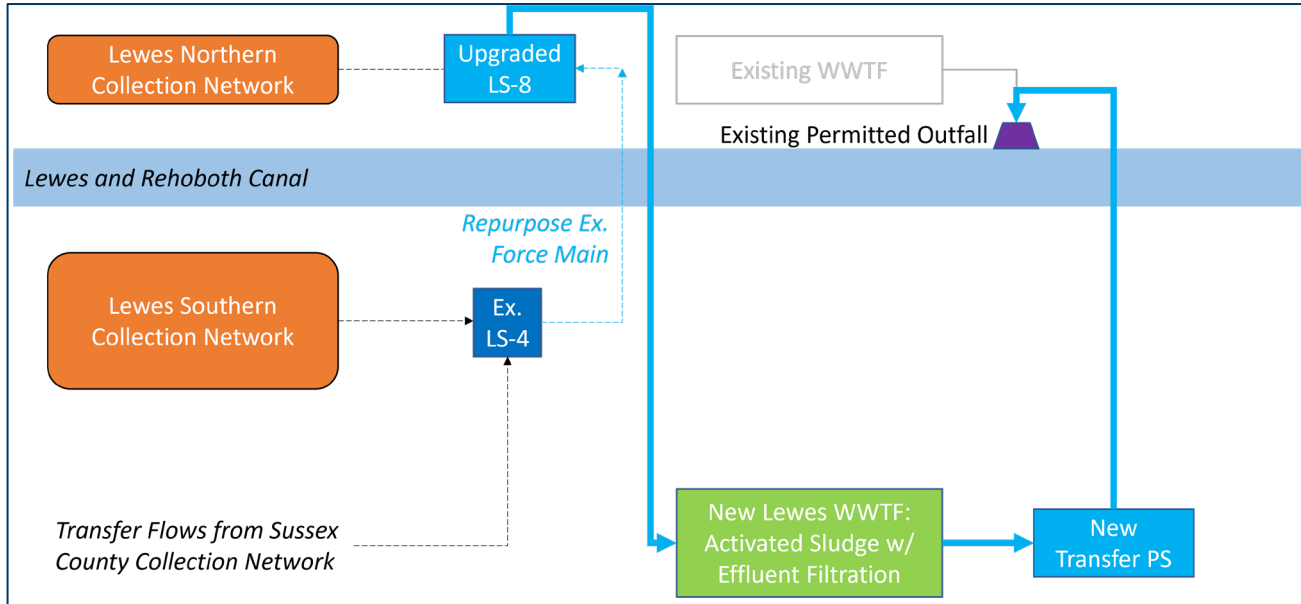 Lewes Northern
Collection Network
Upgraded
LS-8
Existing WWTF
Existing Permitted Outfall
Lewes and Rehoboth Canal
Repurpose Ex.
Force Main
Lewes Southern
Collection Network
Ex.
LS-4
Transfer Flows from Sussex
County Collection Network
New Lewes WWTF:
Activated Sludge w/
Effluent Filtration
New
Transfer PS